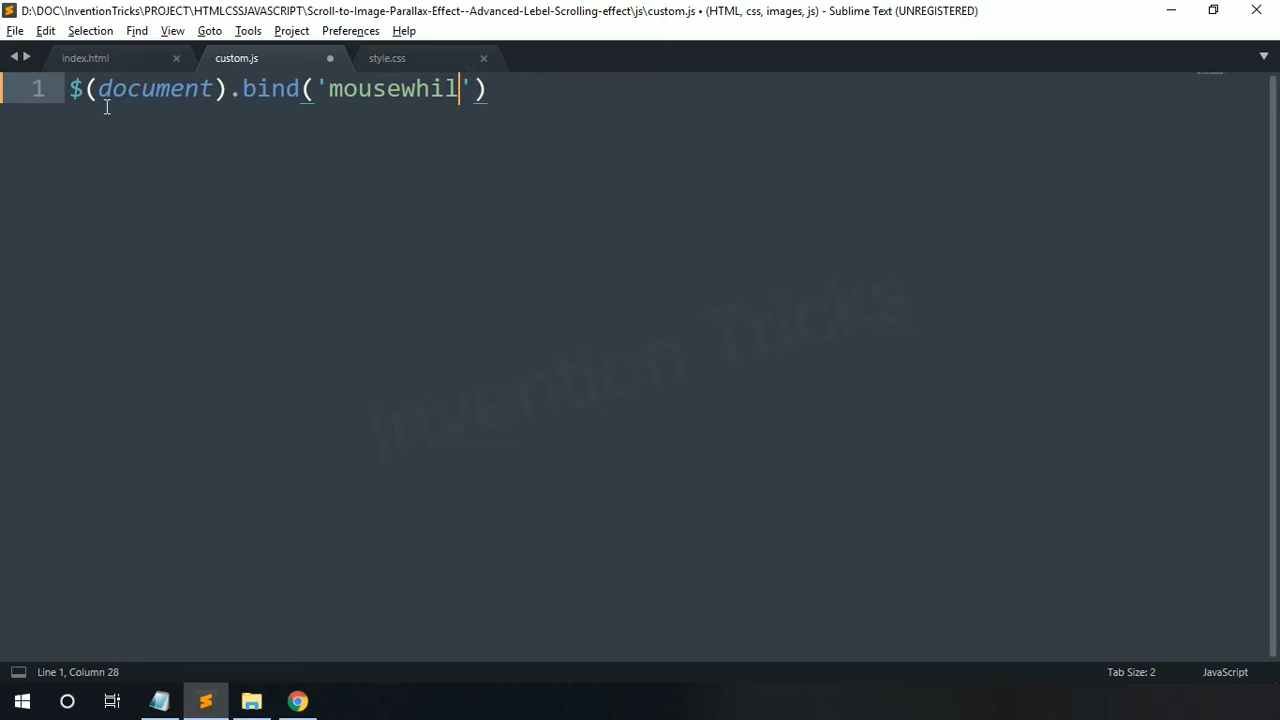 D:\DOC\InventionTricks\PROJECT\HTMLCSSJAVASCRIPT\Scroll-to-Image-Parallax-Effect--Advanced-Lebel-Scrolling-effect\js\custom.js • (HTML, css, images, js) - Sublime Text (UNREGISTERED)
File Edit Selection Find View Goto Tools Project Preferences Help
index.html custom.js style.css
1 $(document).bind('mousewhil')
Invention Tricks
Line 1, Column 28 Tab Size: 2 JavaScript